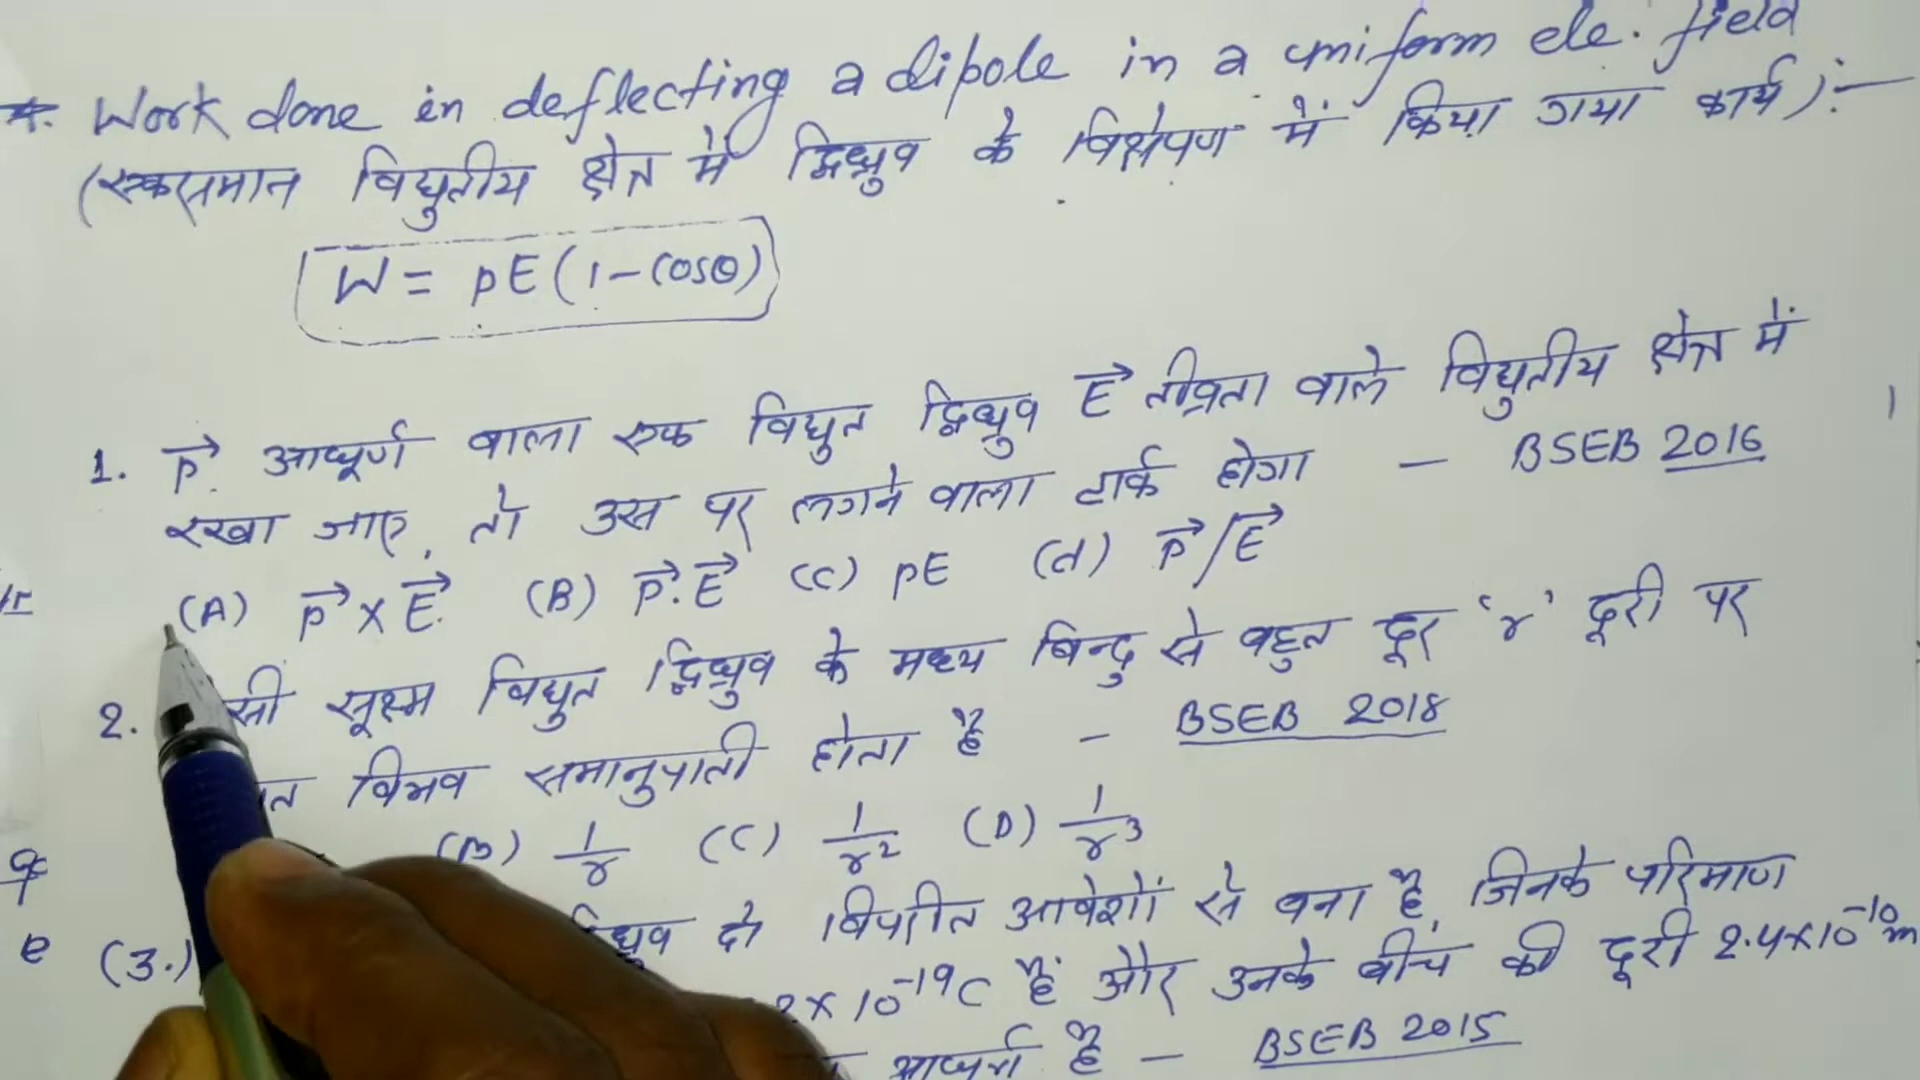 *. Work done in deflecting a dipole in a uniform ele. field
(एकसमान विद्युतीय क्षेत्र में द्विध्रुव के विक्षेपण में किया गया कार्य):-
W = pE(1-cosθ)
1. P⃗ आघूर्ण वाला एक विद्युत द्विध्रुव E⃗ तीव्रता वाले विद्युतीय क्षेत्र में
रखा जाए, तो उस पर लगने वाला टार्क होगा — BSEB 2016
(A) P⃗ × E⃗ (B) P⃗.E⃗ (C) pE (d) P⃗/E⃗
2. सी सूक्ष्म विद्युत द्विध्रुव के मध्य बिन्दु से बहुत दूर 'r' दूरी पर
त विभव समानुपाती होता है - BSEB 2018
(B) 1/r (C) 1/r² (D) 1/r³
(3.) ध्रुव दो विपरीत आवेशों से बना है, जिनके परिमाण
2×10⁻¹⁹C हैं और उनके बीच की दूरी 2.4×10⁻¹⁰m
है — BSEB 2015